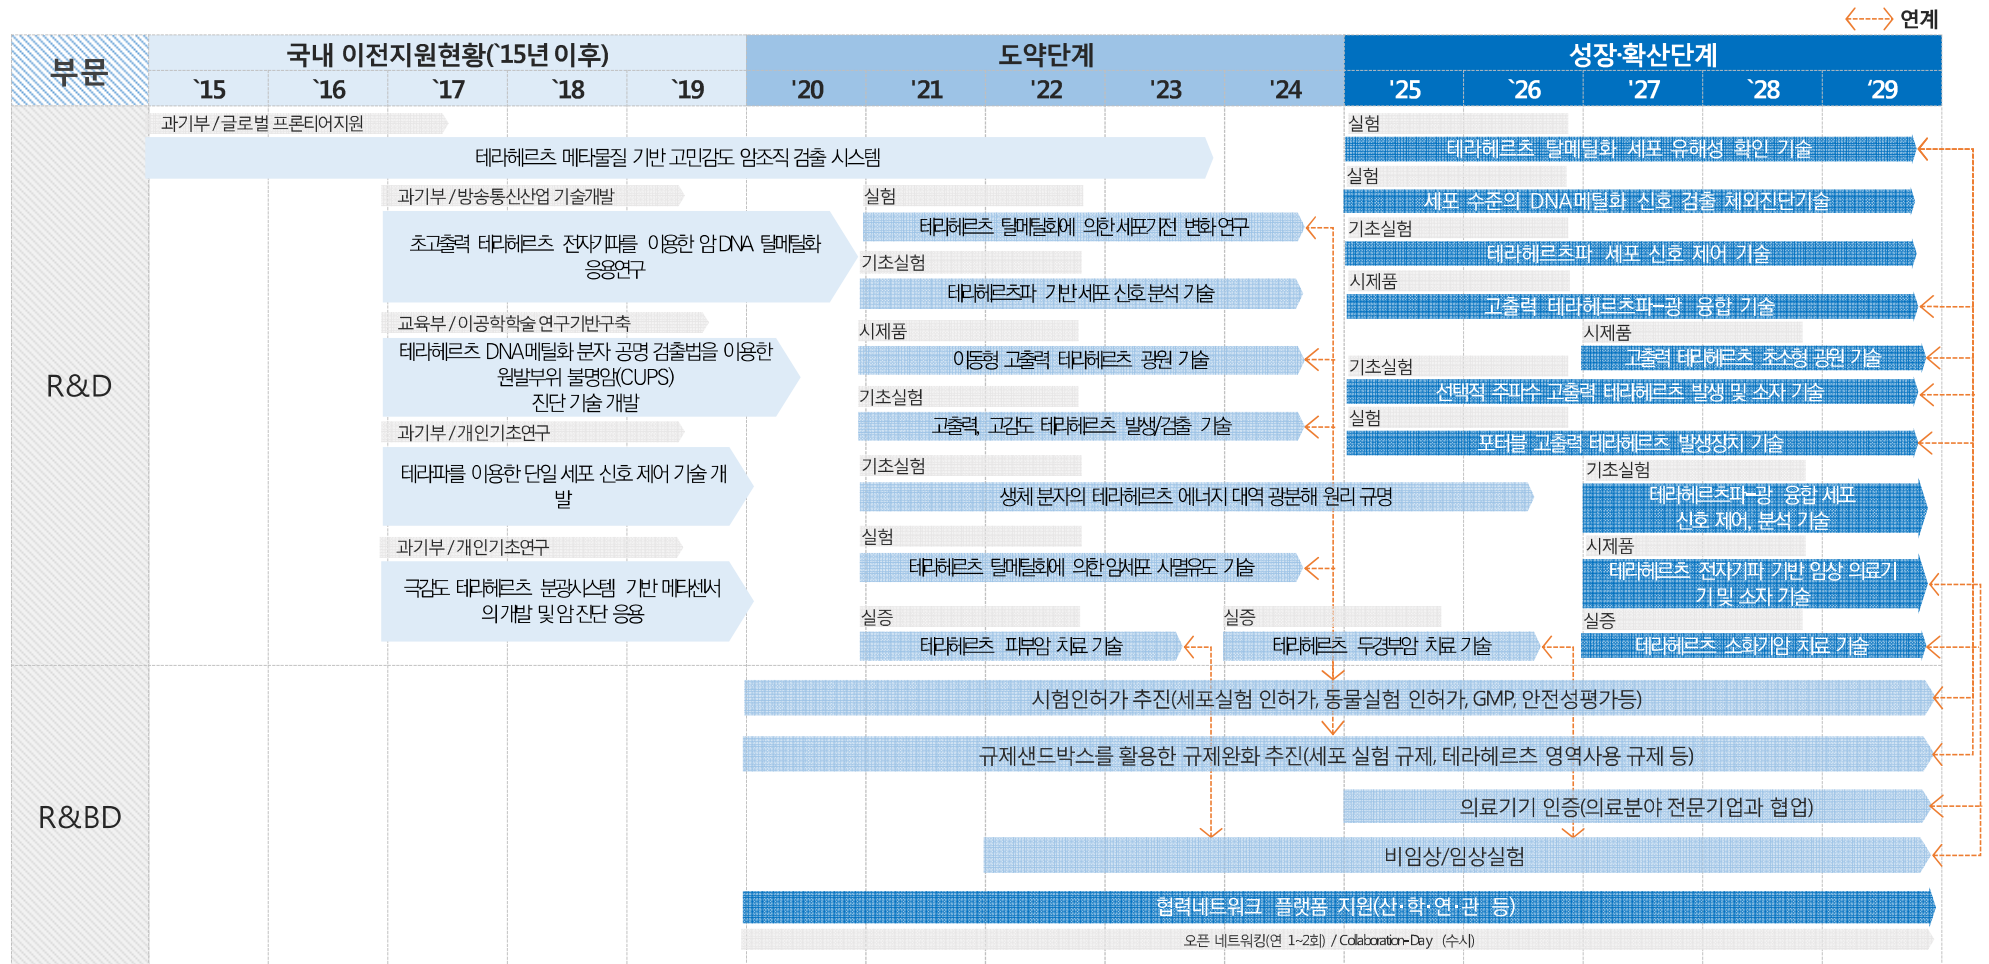 연계
부문
국내 이전지원현황(`15년 이후)
도약단계
성장·확산단계
`15 `16 `17 `18 `19 '20 '21 '22 '23 '24 '25 `26 '27 `28 ‘29
R&D
과기부 / 글로벌 프론티어지원
테라헤르츠 메타물질 기반 고민감도 암조직 검출 시스템
과기부 / 방송통신산업 기술개발
초고출력 테라헤르츠 전자기파를 이용한 암 DNA 탈메틸화
응용연구
교육부 / 이공학학술 연구기반구축
테라헤르츠 DNA메틸화 분자 공명 검출법을 이용한
원발부위 불명암(CUPS)
진단 기술 개발
과기부 / 개인기초연구
테라파를 이용한 단일 세포 신호 제어 기술 개
발
과기부 / 개인기초연구
극감도 테라헤르츠 분광시스템 기반 메타센서
의 개발 및 암 진단 응용
실험
테라헤르츠 탈메틸화에 의한 세포기전 변화 연구
기초실험
테라헤르츠파 기반 세포 신호 분석 기술
시제품
이동형 고출력 테라헤르츠 광원 기술
기초실험
고출력, 고감도 테라헤르츠 발생/검출 기술
기초실험
생체 분자의 테라헤르츠 에너지 대역 광분해 원리 규명
실험
테라헤르츠 탈메틸화에 의한 암세포 사멸유도 기술
실증
테라헤르츠 피부암 치료 기술
실증
테라헤르츠 두경부암 치료 기술
실험
테라헤르츠 탈메틸화 세포 유해성 확인 기술
실험
세포 수준의 DNA메틸화 신호 검출 체외진단기술
기초실험
테라헤르츠파 세포 신호 제어 기술
시제품
고출력 테라헤르츠파-광 융합 기술
시제품
고출력 테라헤르츠 초소형 광원 기술
기초실험
선택적 주파수 고출력 테라헤르츠 발생 및 소자 기술
실험
포터블 고출력 테라헤르츠 발생장치 기술
기초실험
테라헤르츠파-광 융합 세포
신호 제어, 분석 기술
시제품
테라헤르츠 전자기파 기반 임상 의료기
기 및 소자 기술
실증
테라헤르츠 소화기암 치료 기술
R&BD
시험인허가 추진(세포실험 인허가, 동물실험 인허가, GMP, 안전성평가등)
규제샌드박스를 활용한 규제완화 추진(세포 실험 규제, 테라헤르츠 영역사용 규제 등)
의료기기 인증(의료분야 전문기업과 협업)
비임상/임상실험
협력네트워크 플랫폼 지원(산·학·연·관 등)
오픈 네트워킹(연 1~2회) / Collaboration-Day (수시)